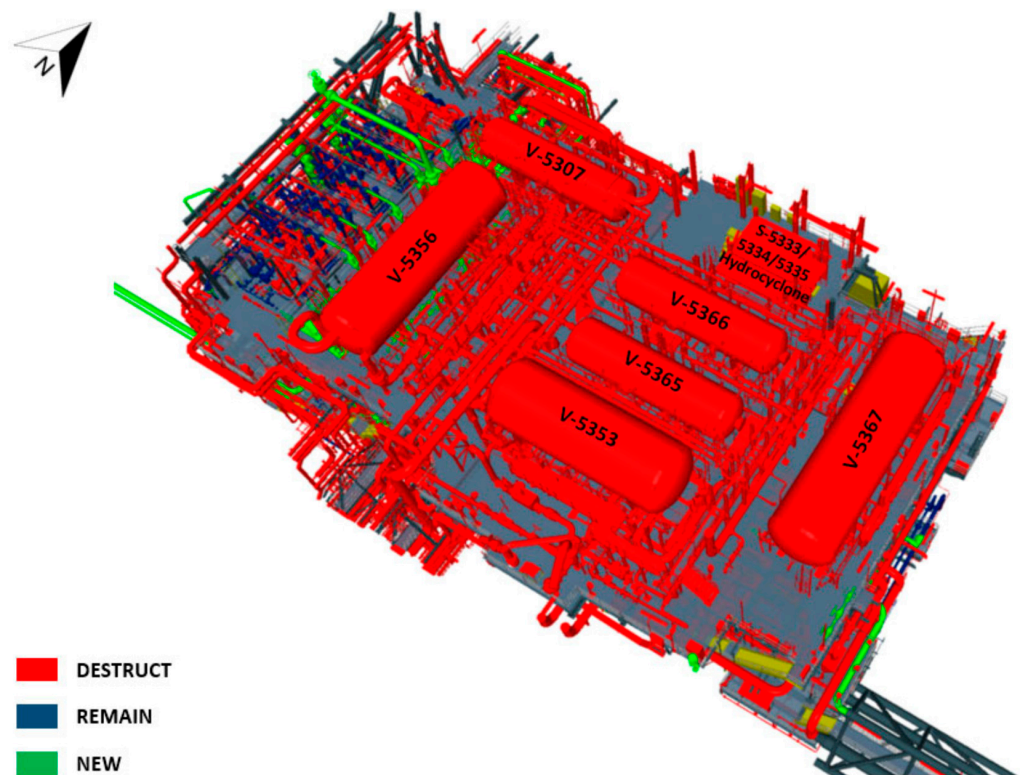 N
V-5307
V-5356
S-5333/
5334/5335
Hydrocyclone
V-5366
V-5365
V-5353
V-5367
DESTRUCT
REMAIN
NEW